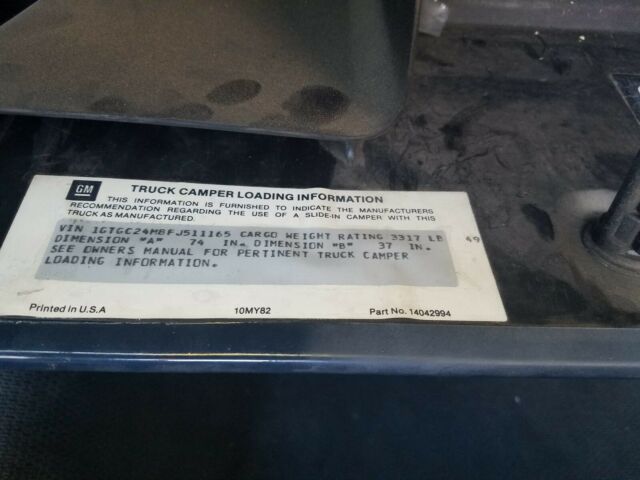 GM
TRUCK CAMPER LOADING INFORMATION
THIS INFORMATION IS FURNISHED TO INDICATE THE MANUFACTURERS
RECOMMENDATION REGARDING THE USE OF A SLIDE-IN CAMPER WITH THIS
TRUCK AS MANUFACTURED.
VIN 1GTGC24M8FJ511165 CARGO WEIGHT RATING 3317 LB
DIMENSION "A" 74 IN. DIMENSION "B" 37 IN. 49
SEE OWNERS MANUAL FOR PERTINENT TRUCK CAMPER
LOADING INFORMATION.
Printed in U.S.A 10MY82 Part No. 14042994